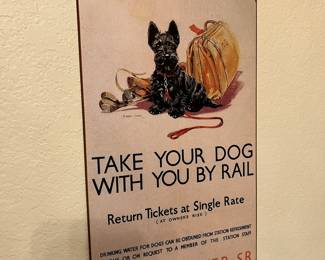 TAKE YOUR DOG
WITH YOU BY RAIL
Return Tickets at Single Rate
(AT OWNERS RISK)
DRINKING WATER FOR DOGS CAN BE OBTAINED FROM STATION REFRESHMENT
OR ON REQUEST TO A MEMBER OF THE STATION STAFF
SR